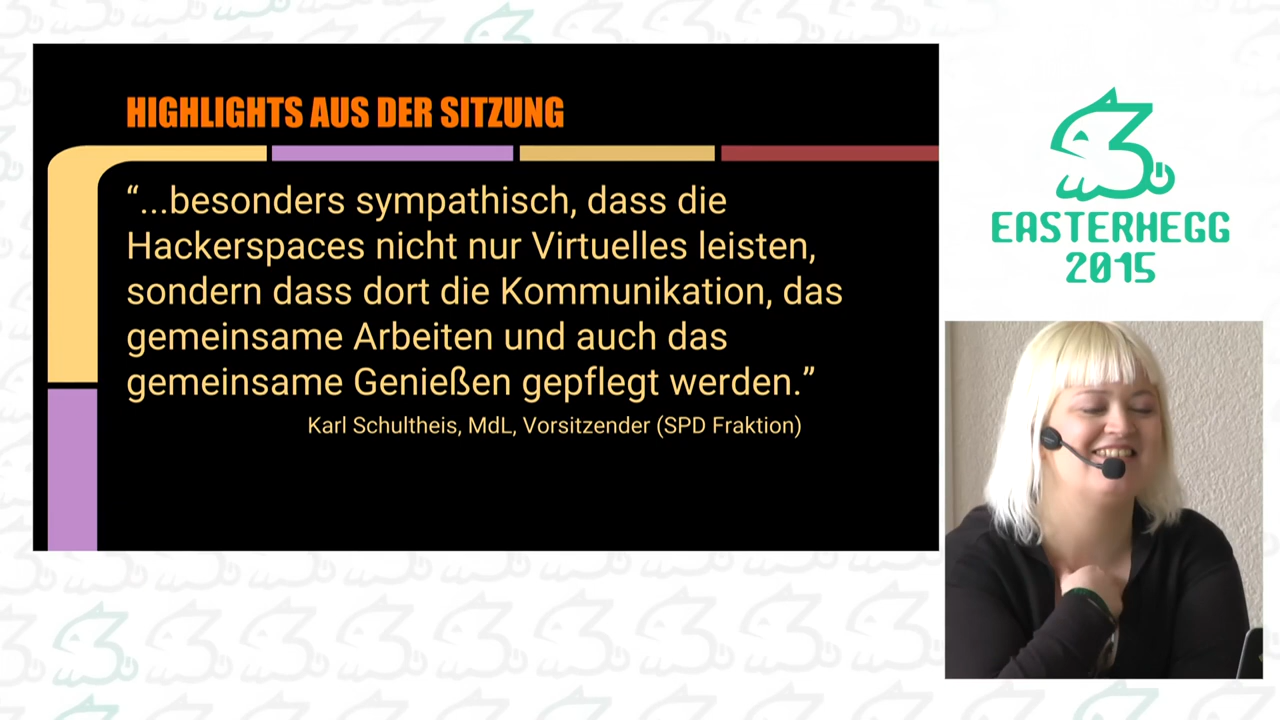 HIGHLIGHTS AUS DER SITZUNG
“...besonders sympathisch, dass die
Hackerspaces nicht nur Virtuelles leisten,
sondern dass dort die Kommunikation, das
gemeinsame Arbeiten und auch das
gemeinsame Genießen gepflegt werden.”
Karl Schultheis, MdL, Vorsitzender (SPD Fraktion)
EASTERHEGG
2015